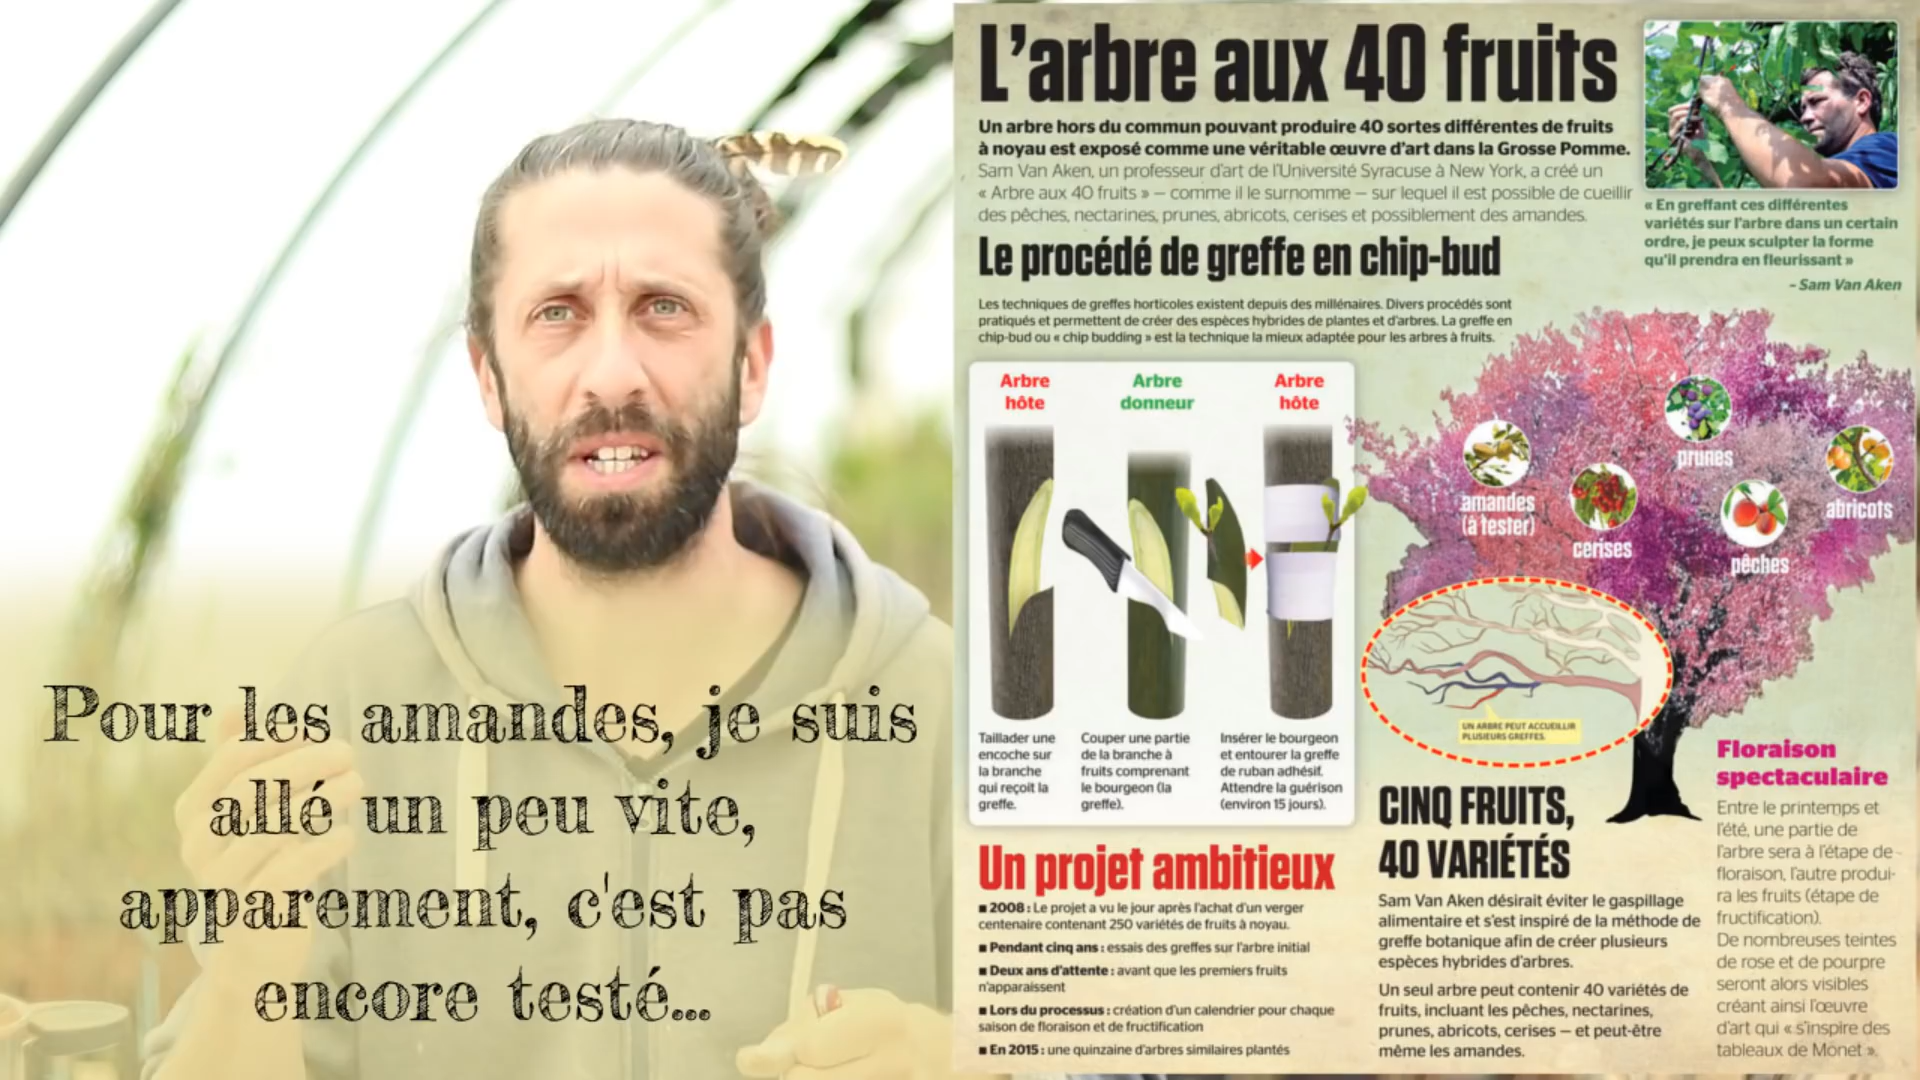 Pour les amandes, je suis
allé un peu vite,
apparement, c'est pas
encore testé...
L'arbre aux 40 fruits
Un arbre hors du commun pouvant produire 40 sortes différentes de fruits
à noyau est exposé comme une véritable œuvre d'art dans la Grosse Pomme.
Sam Van Aken, un professeur d'art de l'Université Syracuse à New York, a créé un
« Arbre aux 40 fruits » – comme il le surnomme – sur lequel il est possible de cueillir
des pêches, nectarines, prunes, abricots, cerises et possiblement des amandes.
« En greffant ces différentes
variétés sur l'arbre dans un certain
ordre, je peux sculpter la forme
qu'il prendra en fleurissant »
– Sam Van Aken
Le procédé de greffe en chip-bud
Les techniques de greffes horticoles existent depuis des millénaires. Divers procédés sont
pratiqués et permettent de créer des espèces hybrides de plantes et d'arbres. La greffe en
chip-bud ou « chip budding » est la technique la mieux adaptée pour les arbres à fruits.
Arbre
hôte
Arbre
donneur
Arbre
hôte
Taillader une
encoche sur
la branche
qui reçoit la
greffe.
Couper une partie
de la branche à
fruits comprenant
le bourgeon (la
greffe).
Insérer le bourgeon
et entourer la greffe
de ruban adhésif.
Attendre la guérison
(environ 15 jours).
amandes
(à tester)
cerises
prunes
pêches
abricots
UN ARBRE PEUT ACCUEILLIR
PLUSIEURS GREFFES.
Un projet ambitieux
■ 2008 : Le projet a vu le jour après l'achat d'un verger
centenaire contenant 250 variétés de fruits à noyau.
■ Pendant cinq ans : essais des greffes sur l'arbre initial
■ Deux ans d'attente : avant que les premiers fruits
n'apparaissent
■ Lors du processus : création d'un calendrier pour chaque
saison de floraison et de fructification
■ En 2015 : une quinzaine d'arbres similaires plantés
CINQ FRUITS,
40 VARIÉTÉS
Sam Van Aken désirait éviter le gaspillage
alimentaire et s'est inspiré de la méthode de
greffe botanique afin de créer plusieurs
espèces hybrides d'arbres.
Un seul arbre peut contenir 40 variétés de
fruits, incluant les pêches, nectarines,
prunes, abricots, cerises – et peut-être
même les amandes.
Floraison
spectaculaire
Entre le printemps et
l'été, une partie de
l'arbre sera à l'étape de
floraison, l'autre produi-
ra les fruits (étape de
fructification).
De nombreuses teintes
de rose et de pourpre
seront alors visibles
créant ainsi l'œuvre
d'art qui « s'inspire des
tableaux de Monet ».